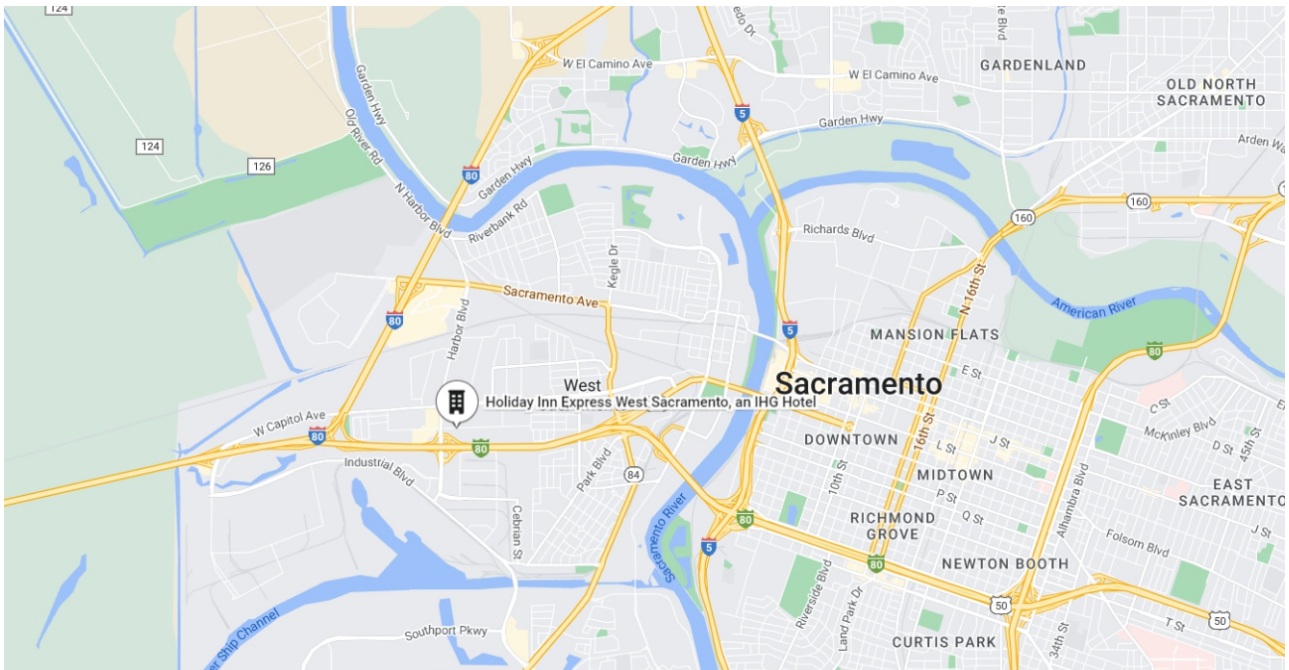 124
W El Camino Ave
W El Camino Ave
GARDENLAND
OLD NORTH
SACRAMENTO
Garden Hwy
Old River Rd
5
Garden Hwy
Arden
124
126
80
Garden Hwy
Garden Hwy
N Harbor Blvd
Riverbank Rd
160
160
Richards Blvd
Kegle Dr
N 16th St
Sacramento Ave
American River
80
Harbor Blvd
5
MANSION FLATS
80
E St
Sacramento
West
Holiday Inn Express West Sacramento, an IHG Hotel
C St
W Capitol Ave
McKinley Blvd
80
80
DOWNTOWN
16th St
L St
J St
D St
45th St
Industrial Blvd
Park Blvd
84
10th St
MIDTOWN
EAST
SACRAMENTO
P St
Q St
Alhambra Blvd
Cebrian St
Sacramento River
80
RICHMOND
GROVE
J St
Folsom Blvd
5
80
NEWTON BOOTH
Riverside Blvd
Land Park Dr
50
50
Ship Channel
Southport Pkwy
CURTIS PARK
34th St
T St